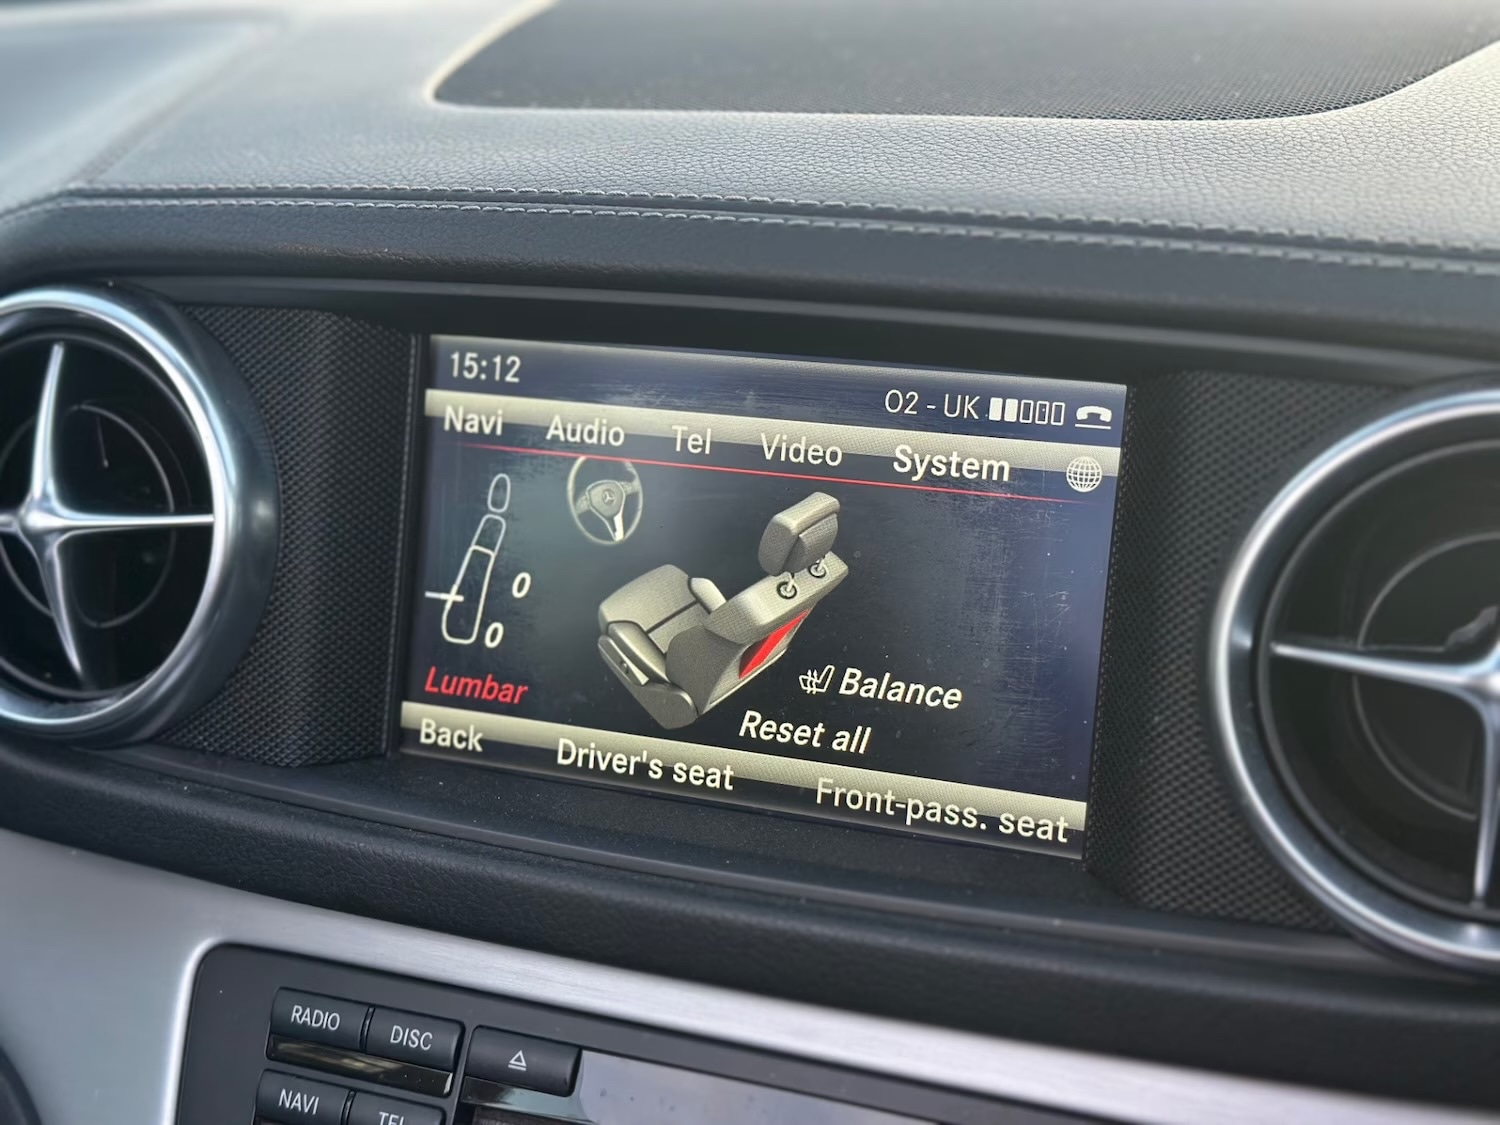 15:12
O2 - UK
Navi Audio Tel Video System
0
0
Lumbar
Balance
Reset all
Back Driver's seat Front-pass. seat
RADIO DISC
NAVI TEL